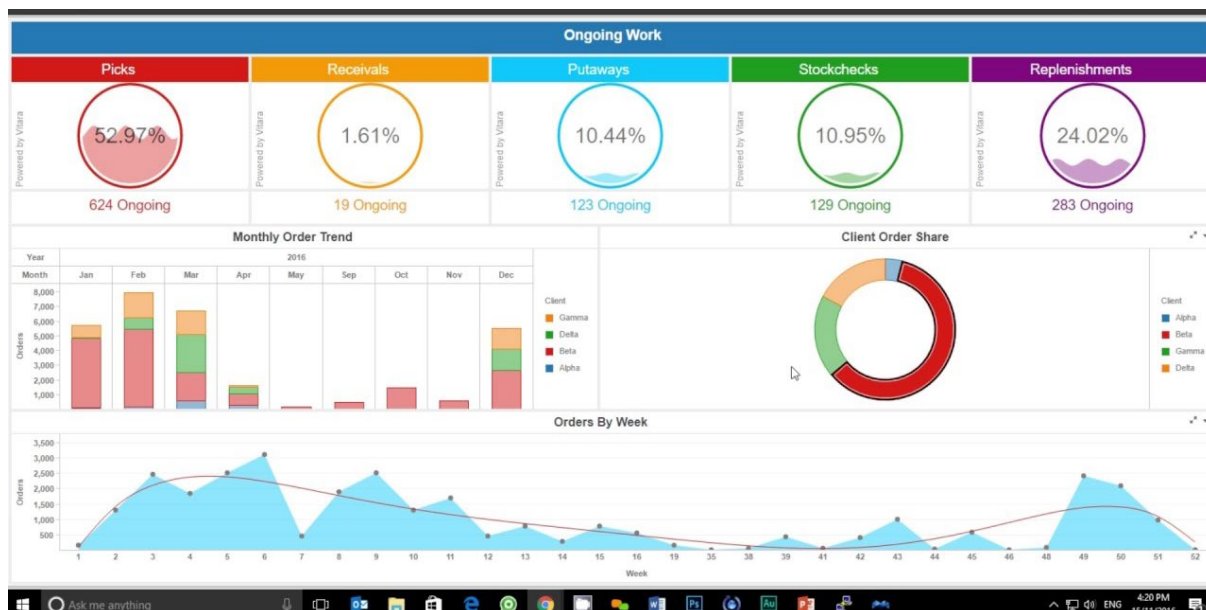 Ongoing Work
Picks
Receivals
Putaways
Stockchecks
Replenishments
Powered by Vitara
52.97%
Powered by Vitara
1.61%
Powered by Vitara
10.44%
Powered by Vitara
10.95%
Powered by Vitara
24.02%
624 Ongoing
19 Ongoing
123 Ongoing
129 Ongoing
283 Ongoing
Monthly Order Trend
Year 2016
Month Jan Feb Mar Apr May Sep Oct Nov Dec
Orders
8,000
7,000
6,000
5,000
4,000
3,000
2,000
1,000
Client
Gamma
Delta
Beta
Alpha
Client Order Share
Client
Alpha
Beta
Gamma
Delta
Orders By Week
Orders
3,500
3,000
2,500
2,000
1,500
1,000
500
1 2 3 4 5 6 7 8 9 10 11 12 13 14 15 16 19 35 38 39 41 42 43 44 45 46 48 49 50 51 52
Week
Ask me anything
ENG
4:20 PM